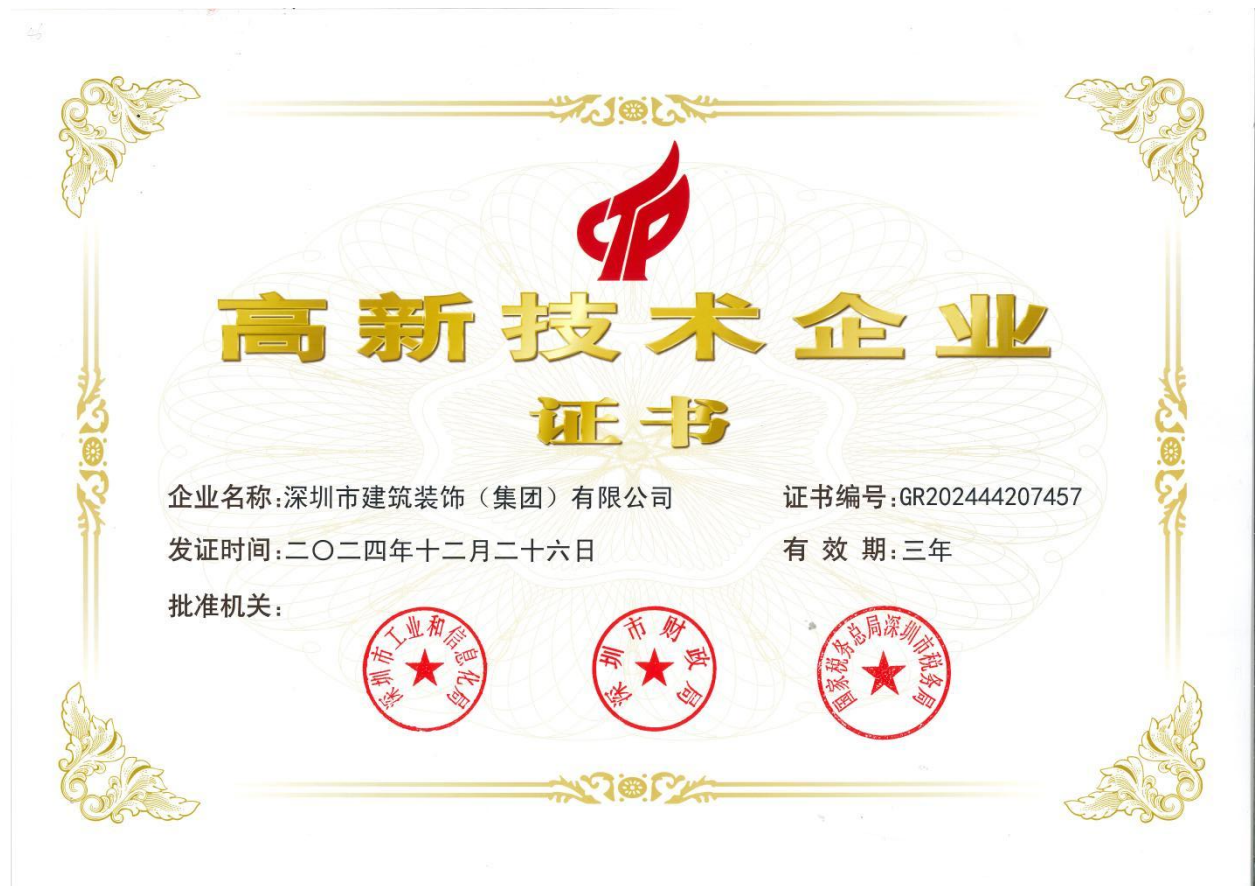 高新技术企业
证书
企业名称:深圳市建筑装饰（集团）有限公司
证书编号:GR202444207457
发证时间:二〇二四年十二月二十六日
有 效 期:三年
批准机关:
深圳市工业和信息化局
深圳市财政局
国家税务总局深圳市税务局